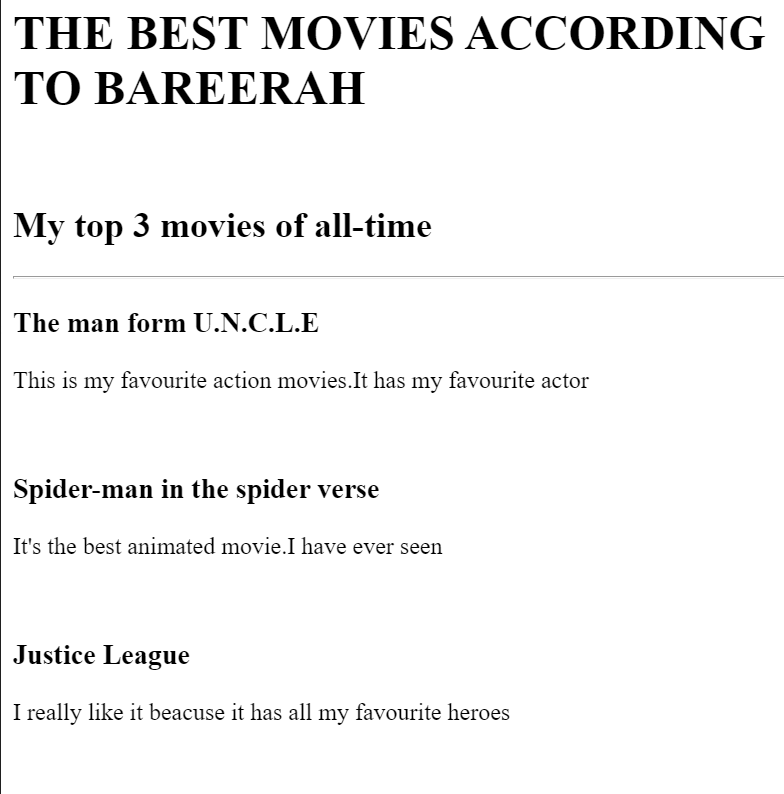 THE BEST MOVIES ACCORDING
TO BAREERAH
My top 3 movies of all-time
The man form U.N.C.L.E
This is my favourite action movies.It has my favourite actor
Spider-man in the spider verse
It's the best animated movie.I have ever seen
Justice League
I really like it beacuse it has all my favourite heroes